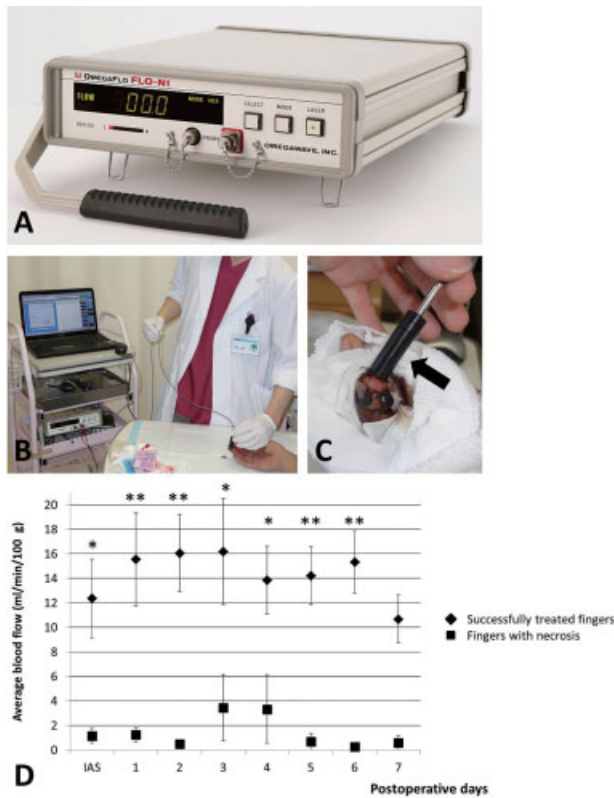 U OMEGAFLO FLO-N1
FLOW 00.0
SELECT MODE LASER
OMEGAWAVE, INC.
A
B
C
20
18
16
14
12
10
8
6
4
2
0
Average blood flow (ml/min/100 g)
* ** ** * * ** **
IAS 1 2 3 4 5 6 7
Postoperative days
◆ Successfully treated fingers
■ Fingers with necrosis
D